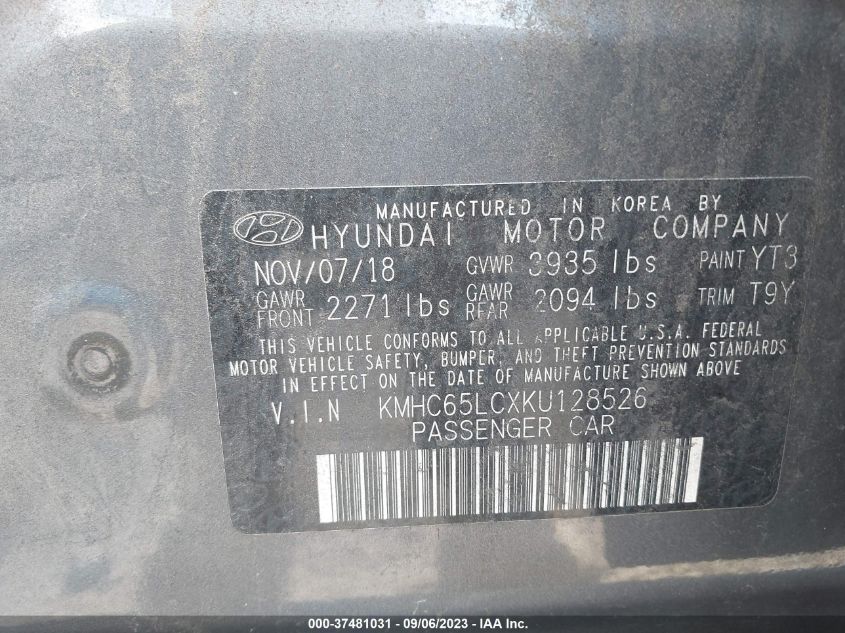 MANUFACTURED IN KOREA BY
HYUNDAI MOTOR COMPANY
NOV/07/18 GVWR 3935 lbs PAINT YT3
GAWR FRONT 2271 lbs GAWR REAR 2094 lbs TRIM T9Y
THIS VEHICLE CONFORMS TO ALL APPLICABLE U.S.A. FEDERAL
MOTOR VEHICLE SAFETY, BUMPER, AND THEFT PREVENTION STANDARDS
IN EFFECT ON THE DATE OF MANUFACTURE SHOWN ABOVE
V.I.N KMHC65LCXKU128526
PASSENGER CAR
000-37481031 - 09/06/2023 - IAA Inc.